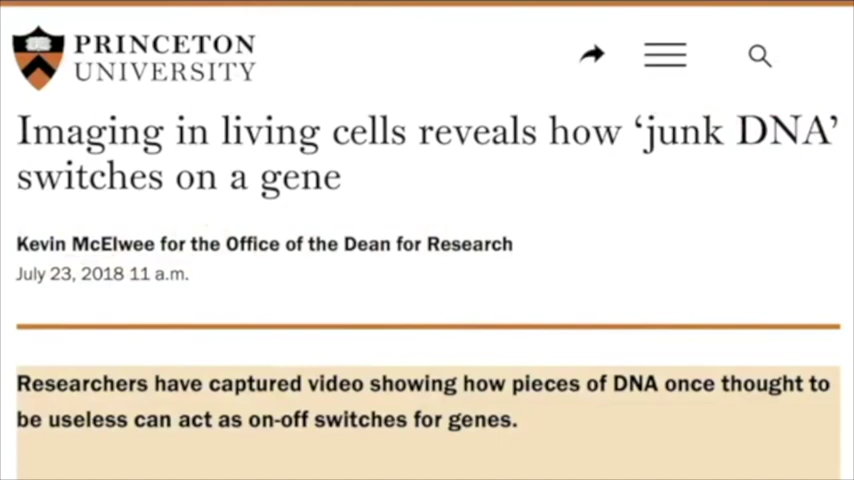 PRINCETON
UNIVERSITY
Imaging in living cells reveals how ‘junk DNA’
switches on a gene
Kevin McElwee for the Office of the Dean for Research
July 23, 2018 11 a.m.
Researchers have captured video showing how pieces of DNA once thought to
be useless can act as on-off switches for genes.